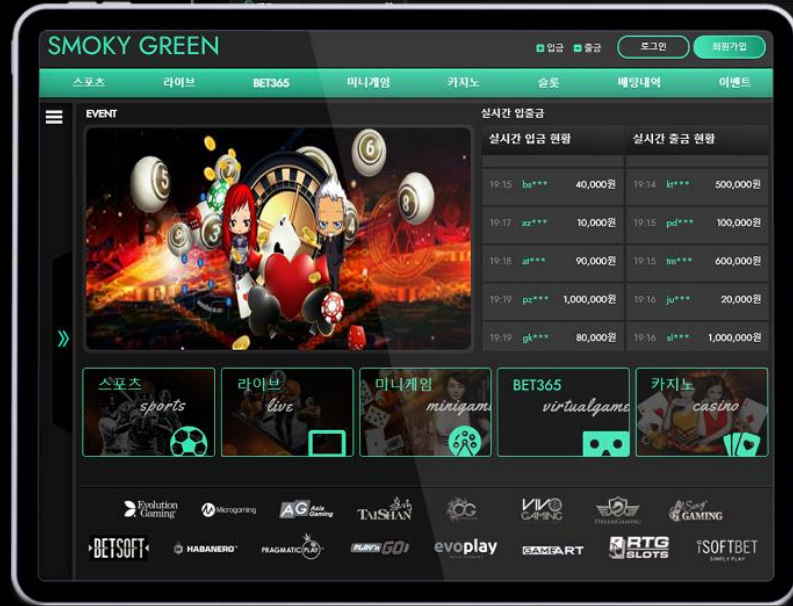 SMOKY GREEN
입금 출금 로그인 회원가입
스포츠 라이브 BET365 미니게임 카지노 슬롯 배팅내역 이벤트
EVENT
실시간 입출금
실시간 입금 현황 실시간 출금 현황
19:15 bs*** 40,000원 19:14 kt*** 500,000원
19:17 az*** 10,000원 19:15 pd*** 100,000원
19:18 at*** 90,000원 19:15 tm*** 600,000원
19:19 pz*** 1,000,000원 19:16 ju*** 20,000원
19:19 gk*** 80,000원 19:16 sl*** 1,000,000원
스포츠 라이브 미니게임 BET365 카지노
sports live minigam virtualgame casino
Evolution Gaming Microgaming AG Asia Gaming TAISHAN CG VIVO GAMING DREAMGAMING Sexy GAMING
BETSOFT HABANERO PRAGMATIC PLAY PLAY'n GO evoplay GAMEART RTG SLOTS iSOFTBET
SIMPLY PLAY